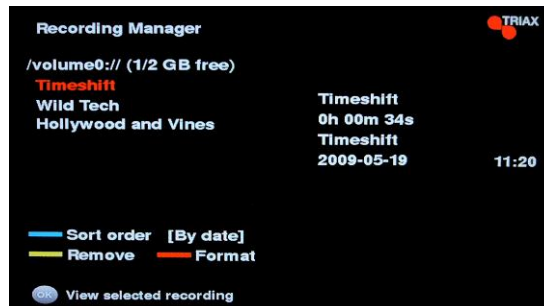 Recording Manager
TRIAX
/volume0:// (1/2 GB free)
Timeshift
Wild Tech
Hollywood and Vines
Timeshift
0h 00m 34s
Timeshift
2009-05-19 11:20
Sort order [By date]
Remove Format
OK View selected recording